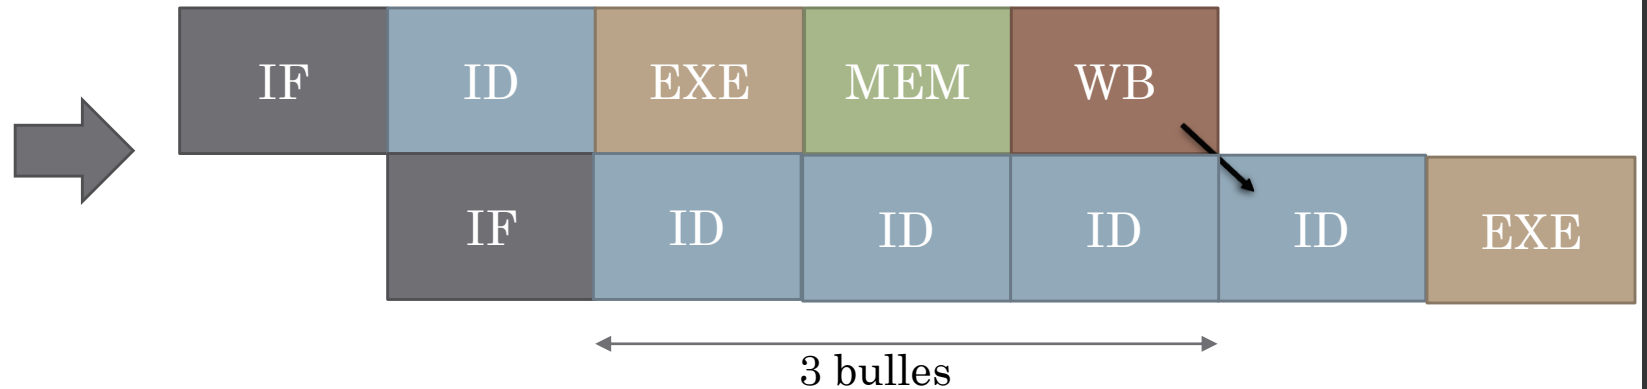 IF ID EXE MEM WB
IF ID ID ID ID EXE
3 bulles